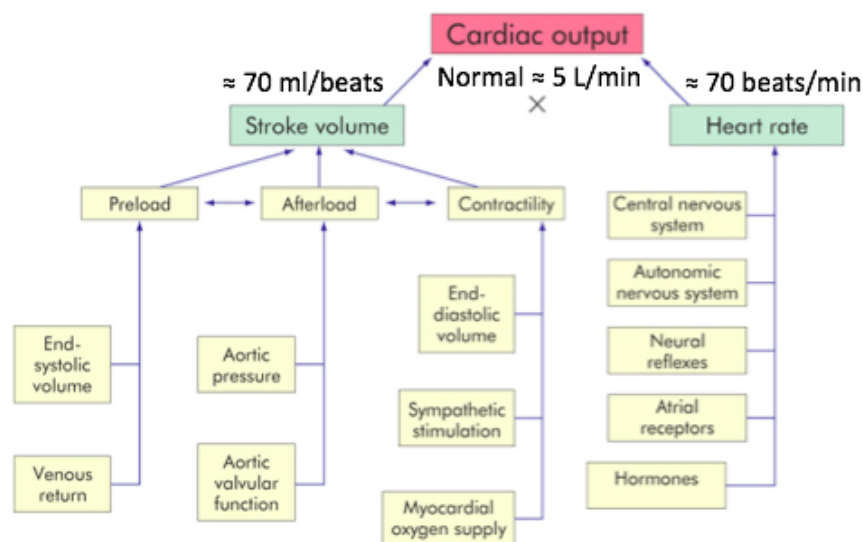 Cardiac output
≈ 70 ml/beats
Normal ≈ 5 L/min
≈ 70 beats/min
×
Stroke volume
Heart rate
Preload
Afterload
Contractility
Central nervous
system
Autonomic
nervous system
End-
diastolic
volume
End-
systolic
volume
Aortic
pressure
Neural
reflexes
Sympathetic
stimulation
Atrial
receptors
Venous
return
Aortic
valvular
function
Hormones
Myocardial
oxygen supply